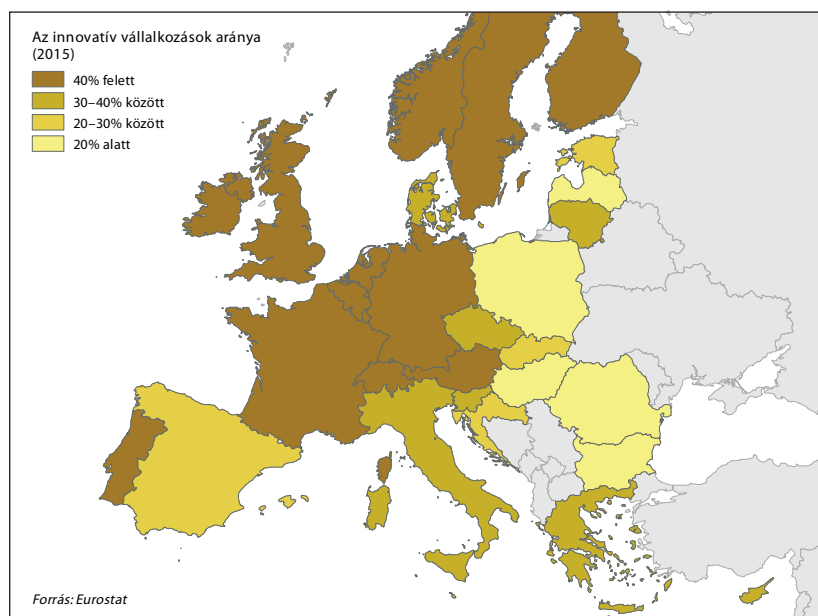 Az innovatív vállalkozások aránya
(2015)
40% felett
30–40% között
20–30% között
20% alatt
Forrás: Eurostat